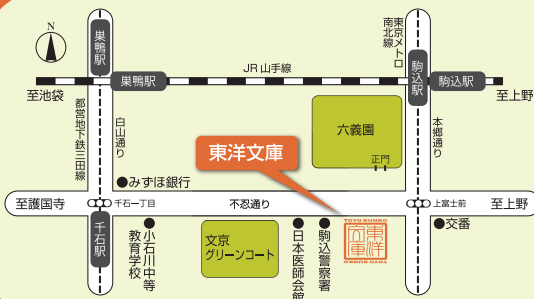 N
巣鴨駅
巣鴨駅
JR山手線
東京メトロ
南北線
駒込駅
駒込駅
至池袋
至上野
都営地下鉄三田線
白山通り
本郷通り
六義園
正門
東洋文庫
みずほ銀行
至護国寺
千石一丁目
不忍通り
上富士前
至上野
千石駅
小石川中等
教育学校
文京
グリーンコート
日本医師会館
駒込警察署
TOYO BUNKO
東洋
文庫
TOYO BUNKO
交番